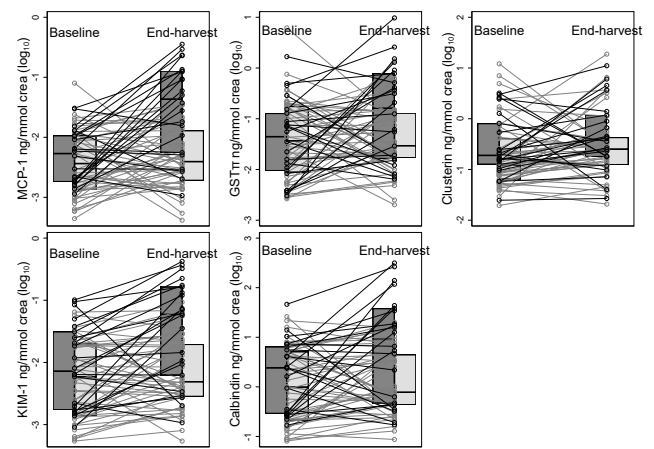 MCP-1 ng/mmol crea (log₁₀)
0
-1
-2
-3
Baseline
End-harvest
GSTπ ng/mmol crea (log₁₀)
1
0
-1
-2
-3
Baseline
End-harvest
Clusterin ng/mmol crea (log₁₀)
2
1
0
-1
-2
Baseline
End-harvest
KIM-1 ng/mmol crea (log₁₀)
0
-1
-2
-3
Baseline
End-harvest
Calbindin ng/mmol crea (log₁₀)
3
2
1
0
-1
Baseline
End-harvest